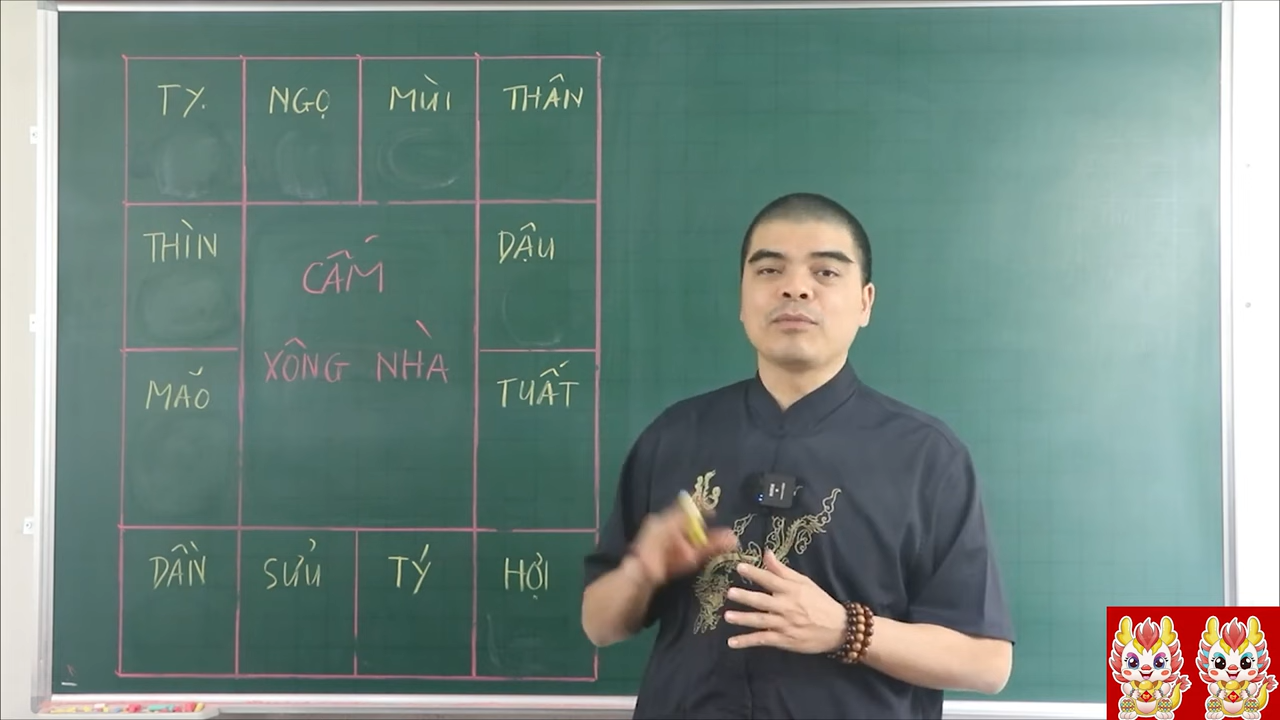 TỴ NGỌ MÙI THÂN
THÌN DẬU
CẤM
XÔNG NHÀ
MÃO TUẤT
DẦN SỬU TÝ HỢI